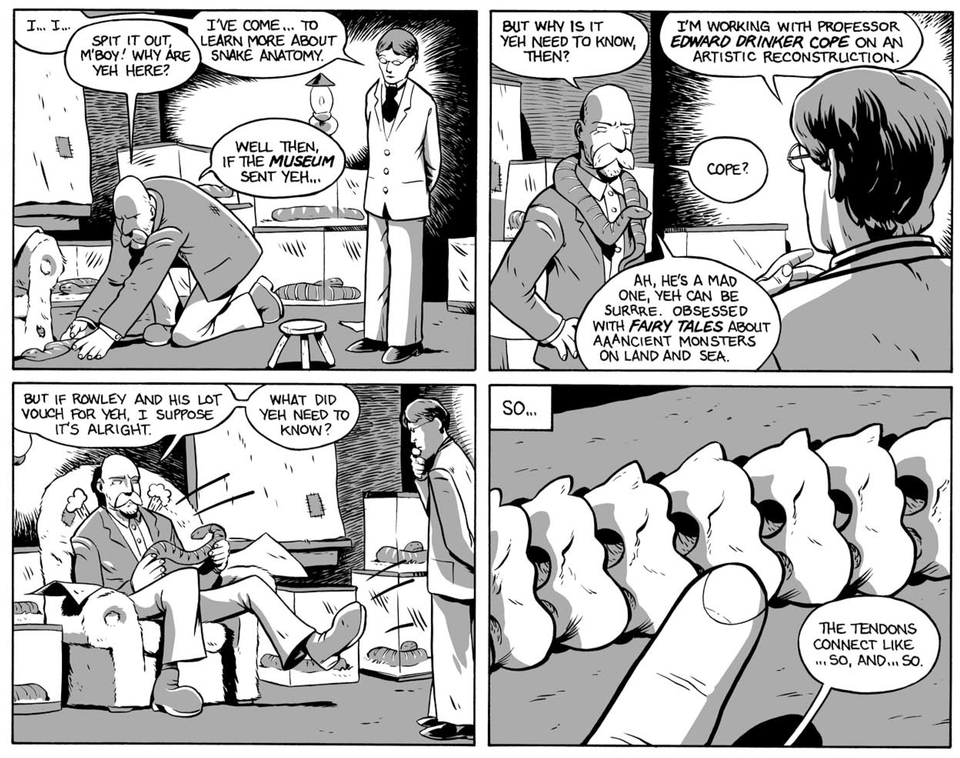 I... I...
SPIT IT OUT,
M'BOY! WHY ARE
YEH HERE?
I'VE COME... TO
LEARN MORE ABOUT
SNAKE ANATOMY.
WELL THEN,
IF THE MUSEUM
SENT YEH...
BUT WHY IS IT
YEH NEED TO KNOW,
THEN?
I'M WORKING WITH PROFESSOR
EDWARD DRINKER COPE ON AN
ARTISTIC RECONSTRUCTION.
COPE?
AH, HE'S A MAD
ONE, YEH CAN BE
SURRRE. OBSESSED
WITH FAIRY TALES ABOUT
AAANCIENT MONSTERS
ON LAND AND SEA.
BUT IF ROWLEY AND HIS LOT
VOUCH FOR YEH, I SUPPOSE
IT'S ALRIGHT.
WHAT DID
YEH NEED TO
KNOW?
SO...
THE TENDONS
CONNECT LIKE
...SO, AND...SO.